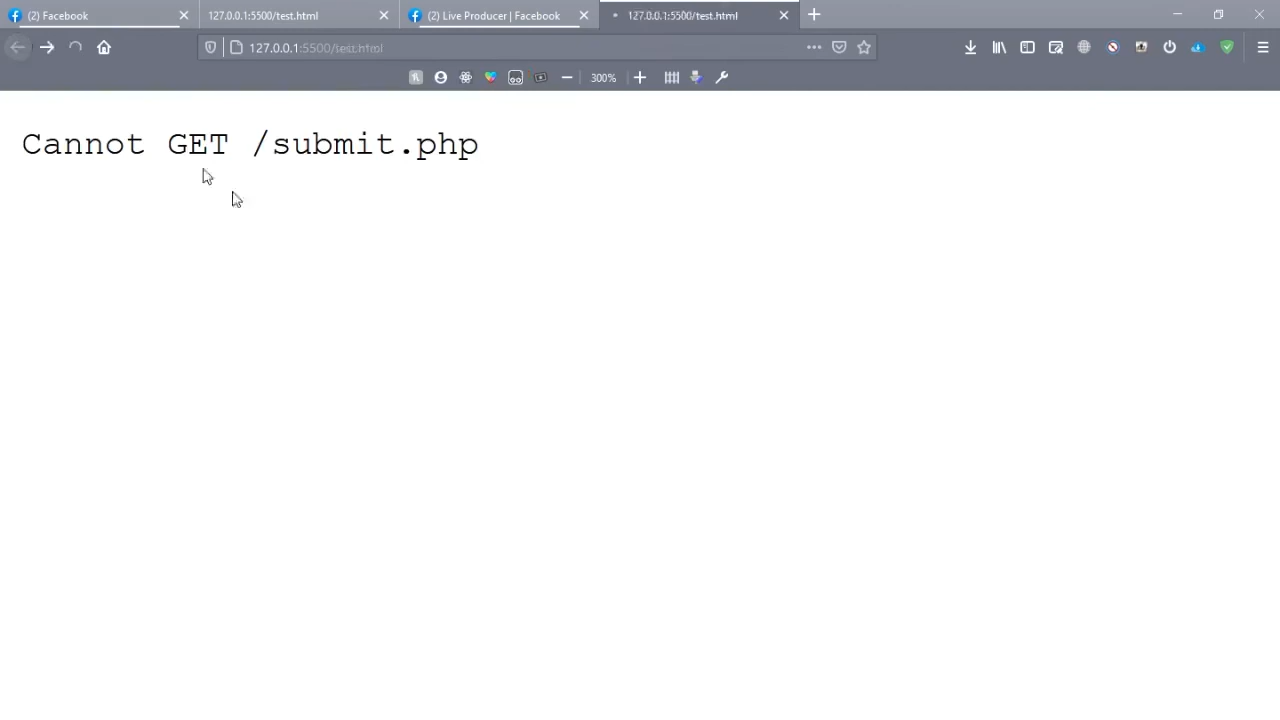 (2) Facebook
127.0.0.1:5500/test.html
(2) Live Producer | Facebook
127.0.0.1:5500/test.html
127.0.0.1:5500/test.html
300%
Cannot GET /submit.php